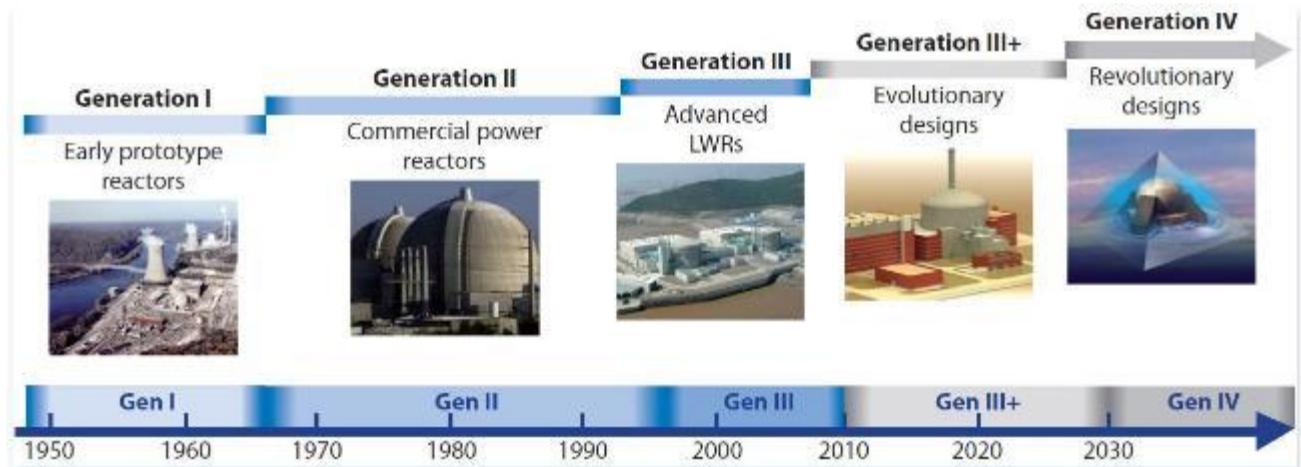 Generation I
Early prototype
reactors
Generation II
Commercial power
reactors
Generation III
Advanced
LWRs
Generation III+
Evolutionary
designs
Generation IV
Revolutionary
designs
Gen I
Gen II
Gen III
Gen III+
Gen IV
1950
1960
1970
1980
1990
2000
2010
2020
2030